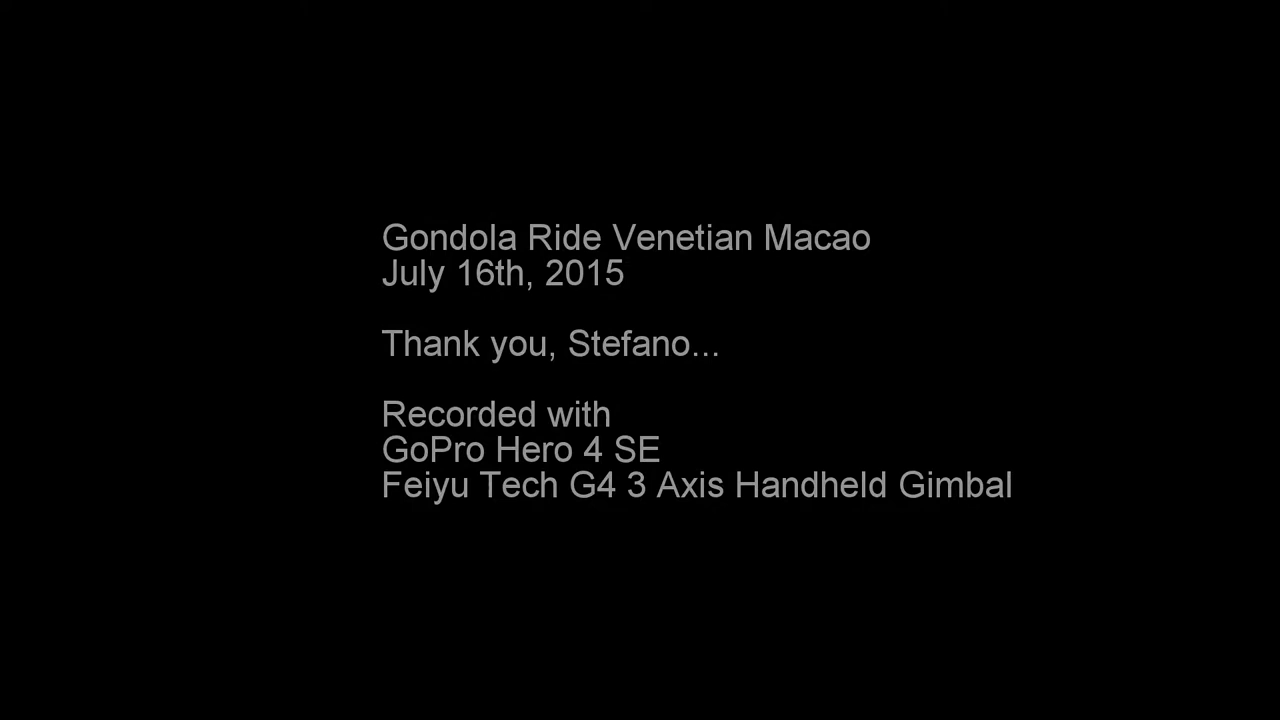 Gondola Ride Venetian Macao
July 16th, 2015
Thank you, Stefano...
Recorded with
GoPro Hero 4 SE
Feiyu Tech G4 3 Axis Handheld Gimbal